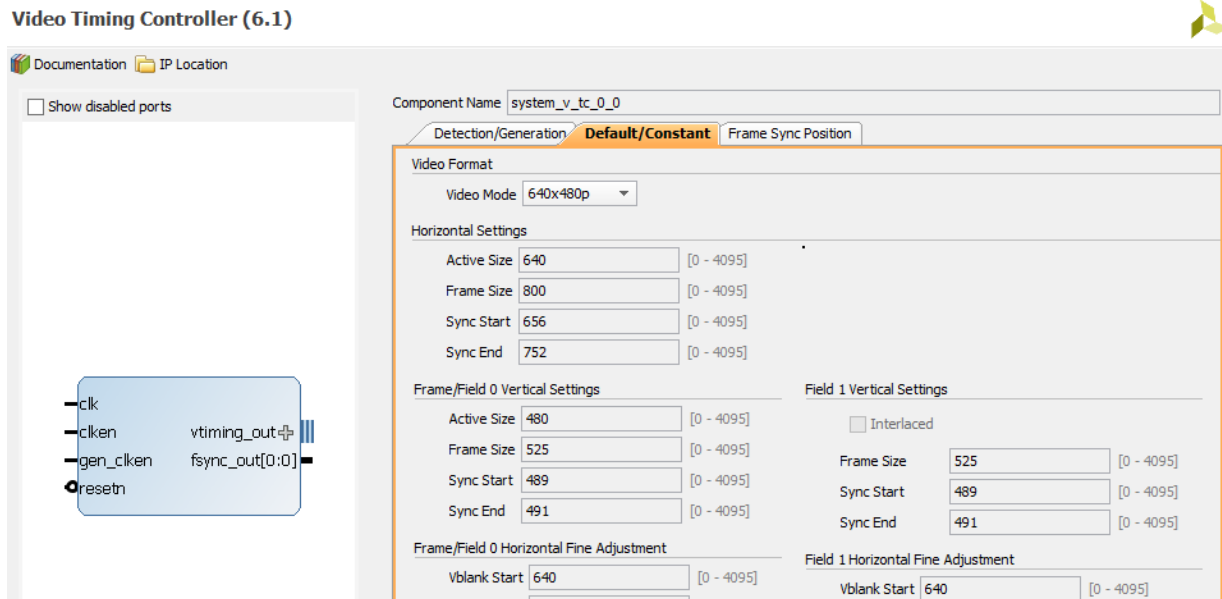 Video Timing Controller (6.1)
Documentation IP Location
Show disabled ports
clk
clken
gen_clken
resetn
vtiming_out
fsync_out[0:0]
Component Name system_v_tc_0_0
Detection/Generation Default/Constant Frame Sync Position
Video Format
Video Mode 640x480p
Horizontal Settings
Active Size 640 [0 - 4095]
Frame Size 800 [0 - 4095]
Sync Start 656 [0 - 4095]
Sync End 752 [0 - 4095]
Frame/Field 0 Vertical Settings
Active Size 480 [0 - 4095]
Frame Size 525 [0 - 4095]
Sync Start 489 [0 - 4095]
Sync End 491 [0 - 4095]
Frame/Field 0 Horizontal Fine Adjustment
Vblank Start 640 [0 - 4095]
Field 1 Vertical Settings
Interlaced
Frame Size 525 [0 - 4095]
Sync Start 489 [0 - 4095]
Sync End 491 [0 - 4095]
Field 1 Horizontal Fine Adjustment
Vblank Start 640 [0 - 4095]